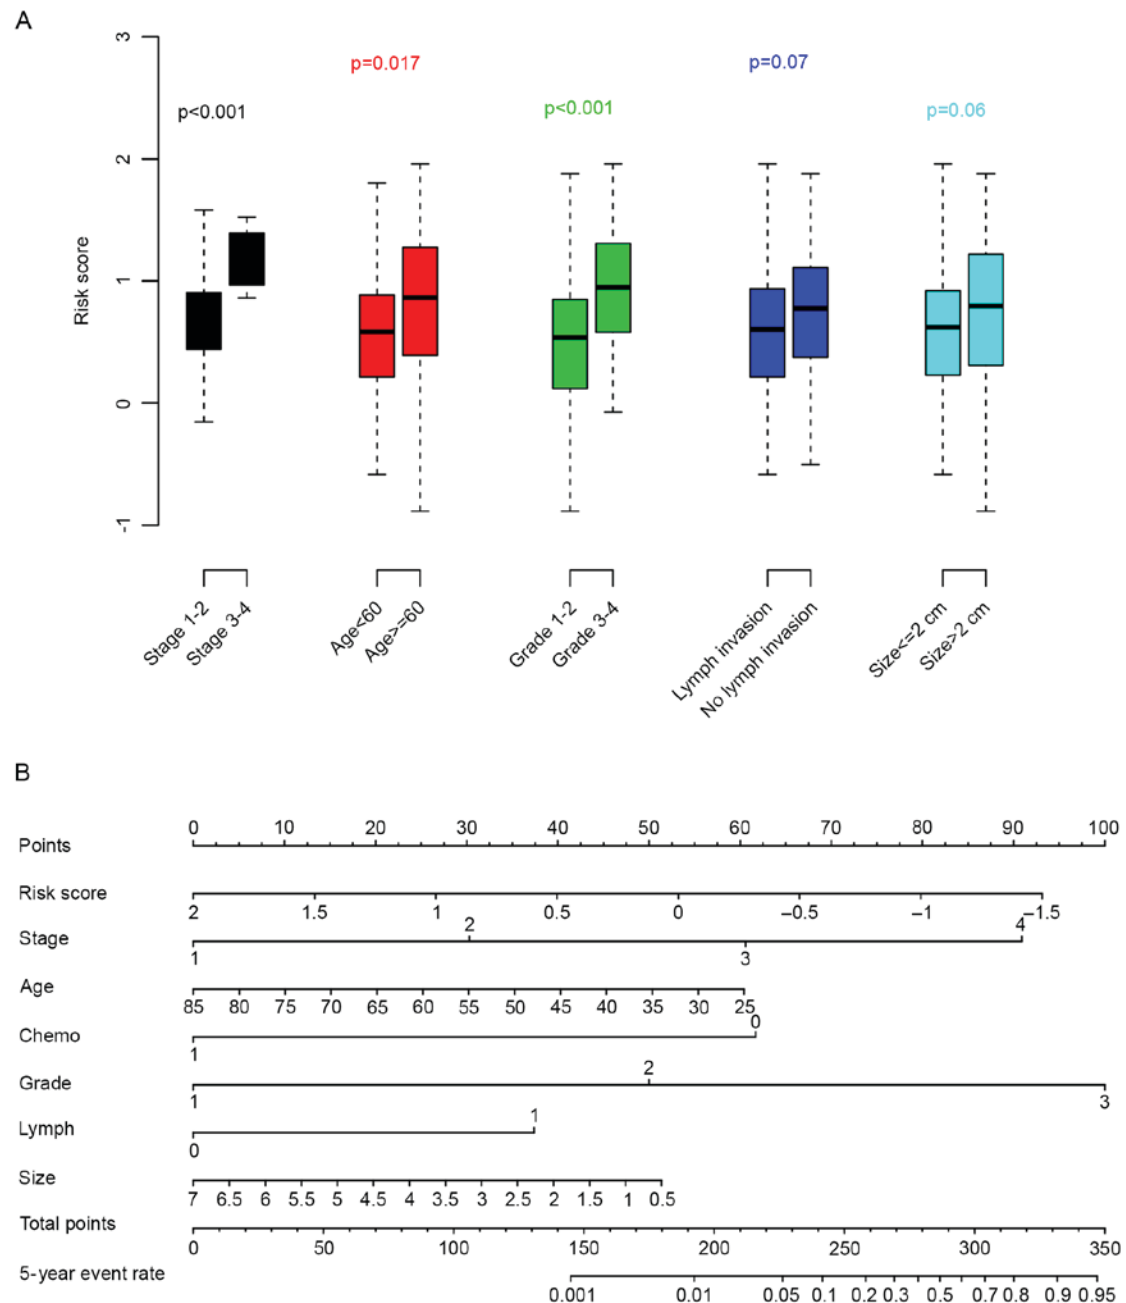 A
3
2
1
0
-1
Risk score
p<0.001
p=0.017
p<0.001
p=0.07
p=0.06
Stage 1-2
Stage 3-4
Age<60
Age>=60
Grade 1-2
Grade 3-4
Lymph invasion
No lymph invasion
Size<=2 cm
Size>2 cm
B
Points
0 10 20 30 40 50 60 70 80 90 100
Risk score
2 1.5 1 0.5 0 –0.5 –1 –1.5
Stage
1 2 3 4
Age
85 80 75 70 65 60 55 50 45 40 35 30 25
Chemo
1 0
Grade
1 2 3
Lymph
0 1
Size
7 6.5 6 5.5 5 4.5 4 3.5 3 2.5 2 1.5 1 0.5
Total points
0 50 100 150 200 250 300 350
5-year event rate
0.001 0.01 0.05 0.1 0.2 0.3 0.5 0.7 0.8 0.9 0.95